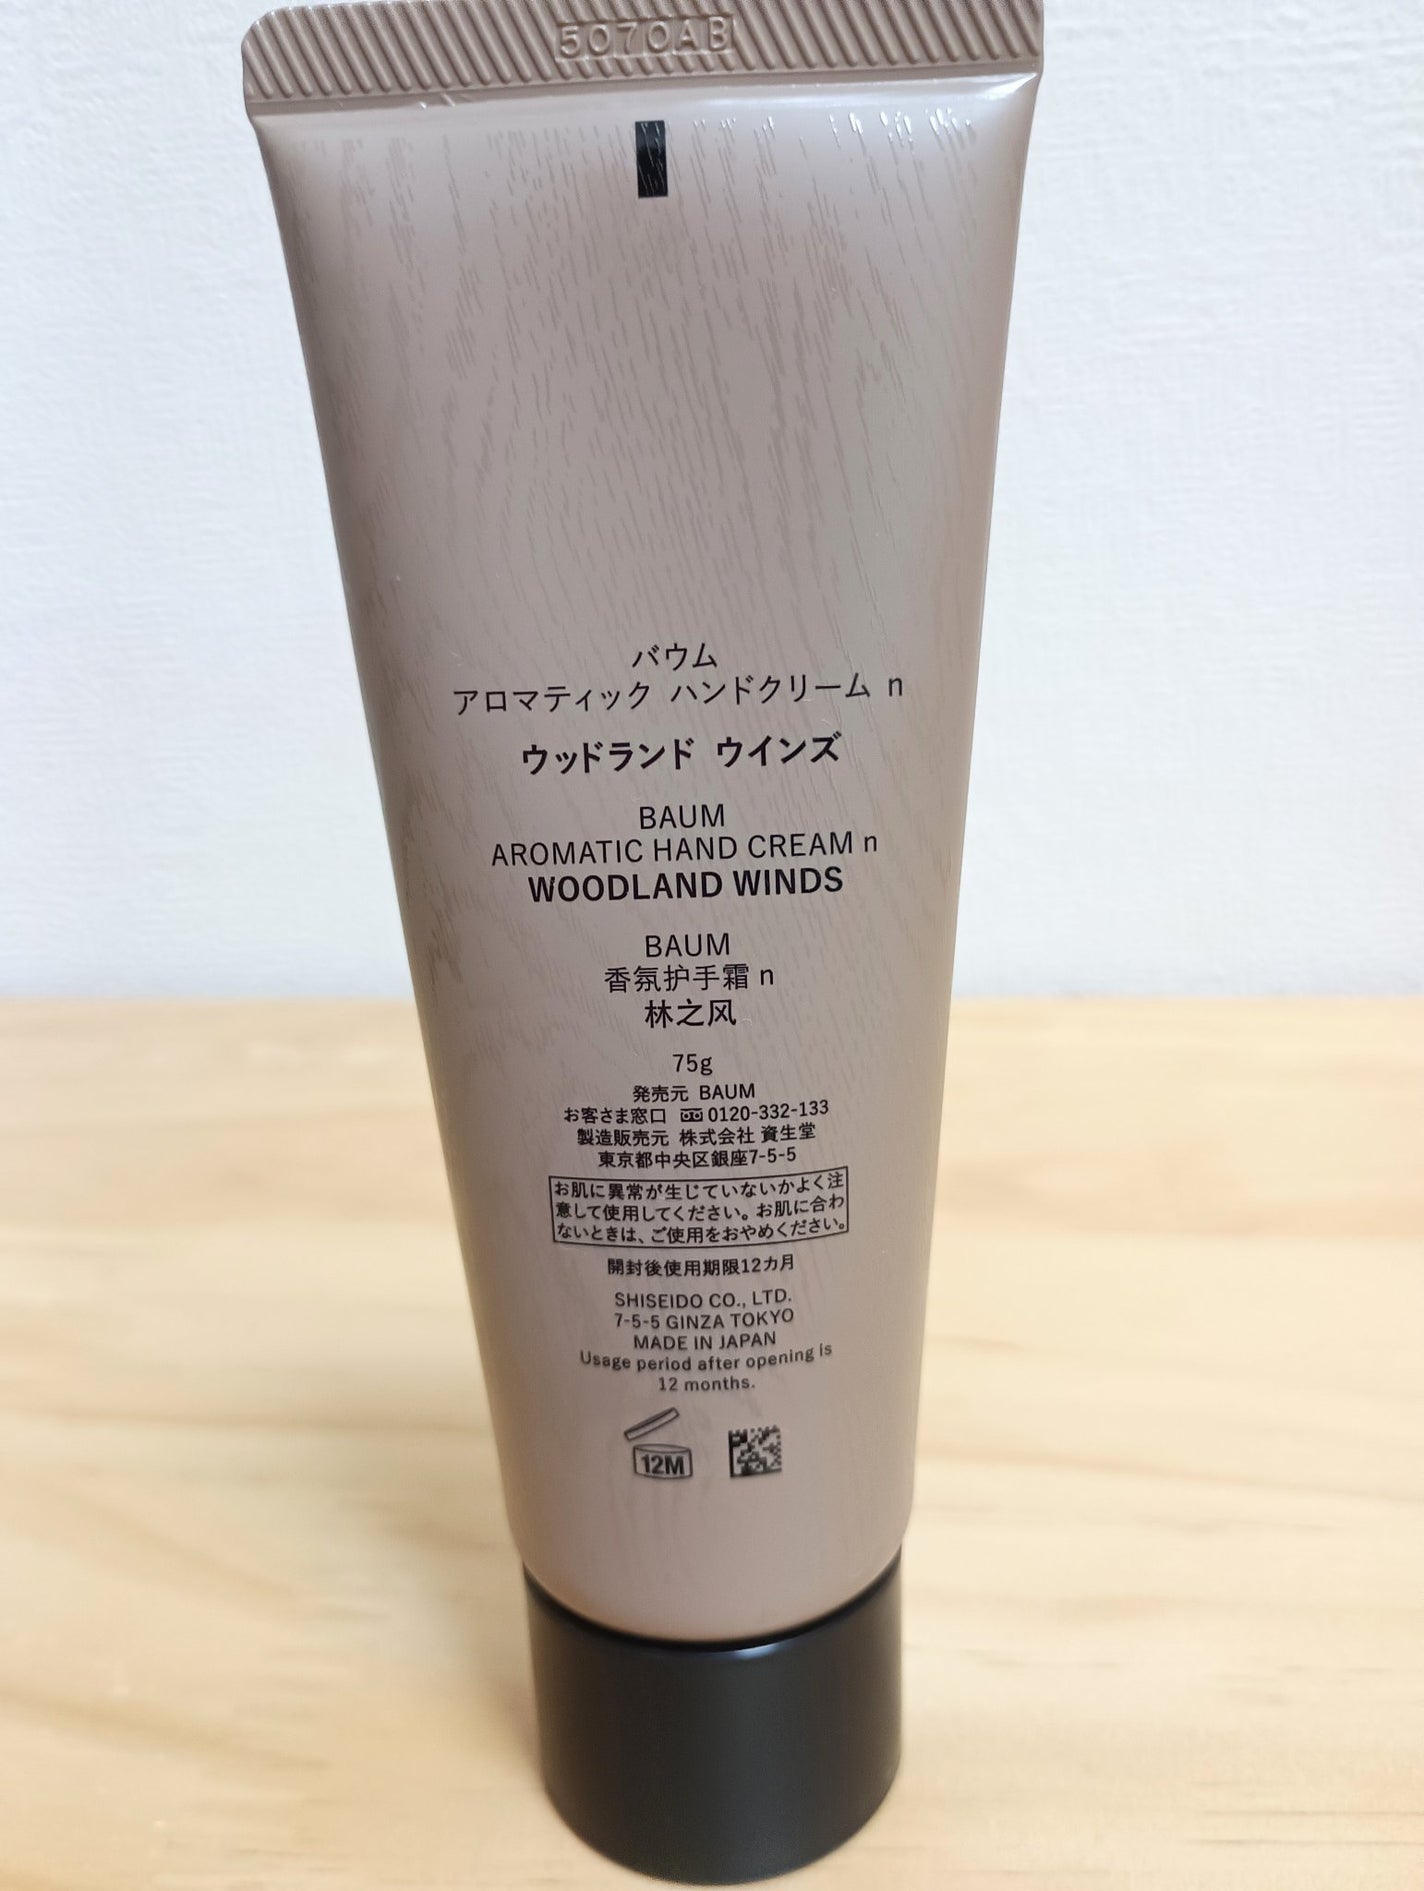 5070AB
バウム
アロマティック ハンドクリーム n
ウッドランド ウインズ
BAUM
AROMATIC HAND CREAM n
WOODLAND WINDS
BAUM
香氛护手霜 n
林之风
75g
発売元 BAUM
お客さま窓口 0120-332-133
製造販売元 株式会社 資生堂
東京都中央区銀座7-5-5
お肌に異常が生じていないかよく注
意して使用してください。お肌に合わ
ないときは、ご使用をおやめください。
開封後使用期限12カ月
SHISEIDO CO., LTD.
7-5-5 GINZA TOKYO
MADE IN JAPAN
Usage period after opening is
12 months.
12M